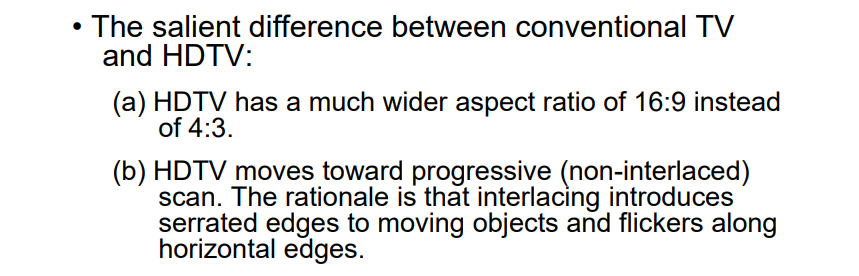 • The salient difference between conventional TV
and HDTV:
(a) HDTV has a much wider aspect ratio of 16:9 instead
of 4:3.
(b) HDTV moves toward progressive (non-interlaced)
scan. The rationale is that interlacing introduces
serrated edges to moving objects and flickers along
horizontal edges.